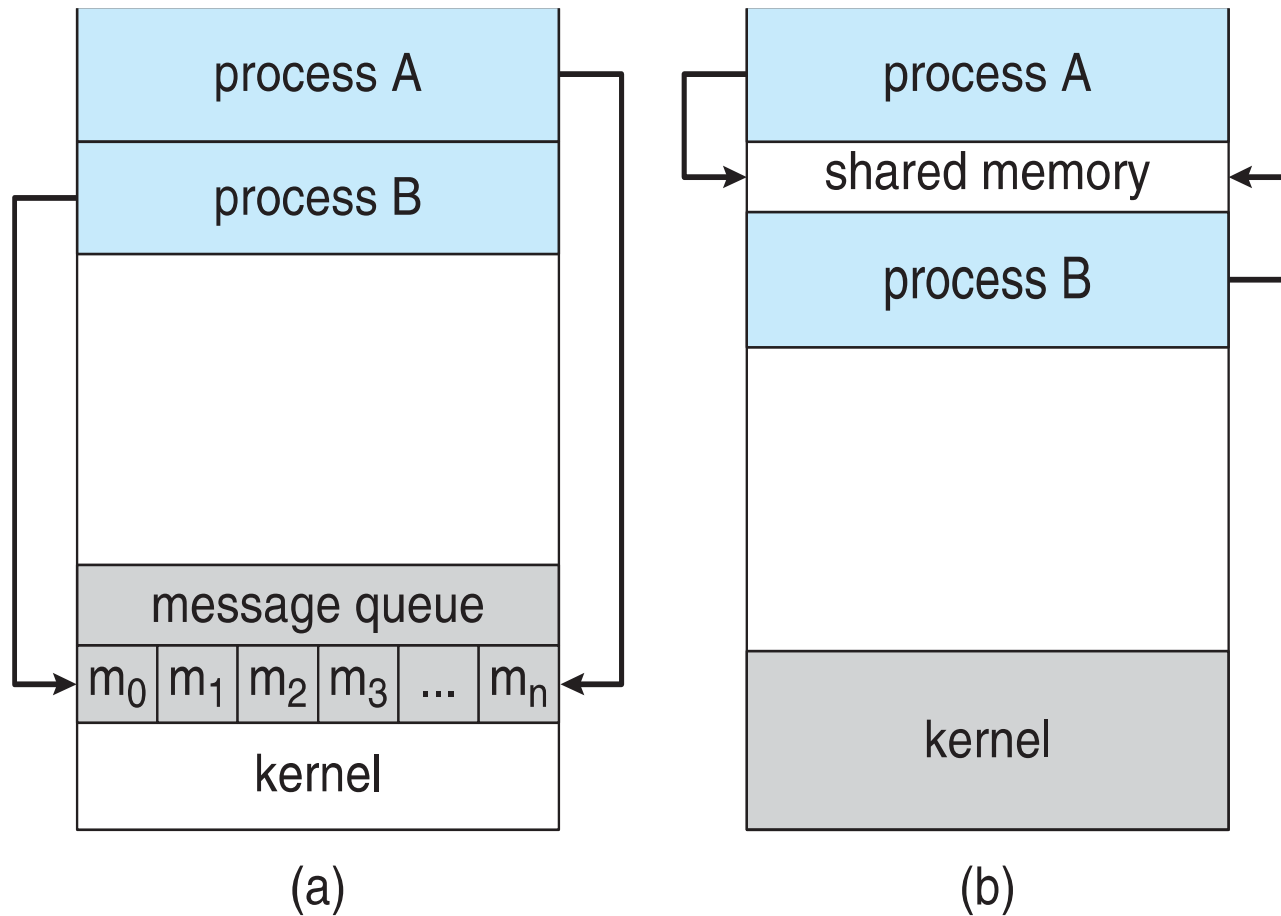 process A
process B
message queue
m0 m1 m2 m3 ... mn
kernel
(a)
process A
shared memory
process B
kernel
(b)